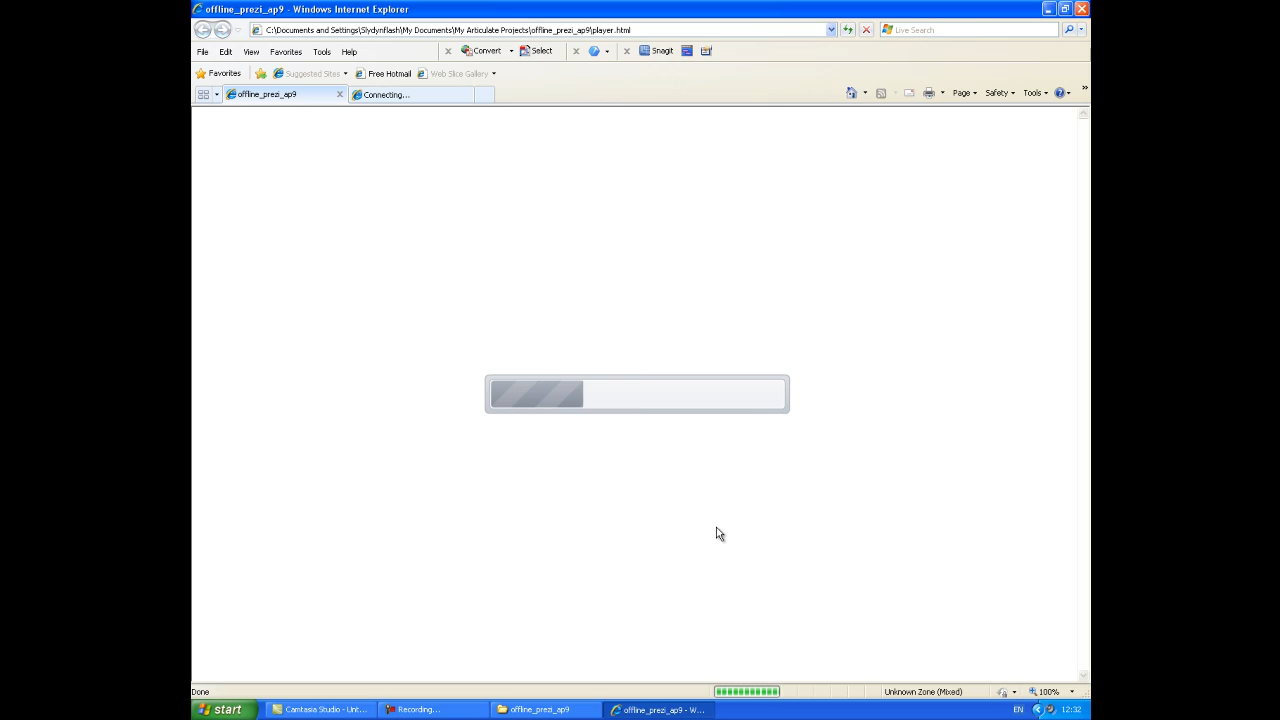 offline_prezi_ap9 - Windows Internet Explorer
C:\Documents and Settings\Slydynflash\My Documents\My Articulate Projects\offline_prezi_ap9\player.html
Live Search
File Edit View Favorites Tools Help
Convert
Select
Snagit
Favorites
Suggested Sites
Free Hotmail
Web Slice Gallery
offline_prezi_ap9
Connecting...
Page
Safety
Tools
Done
Unknown Zone (Mixed)
100%
start
Camtasia Studio - Unt...
Recording...
offline_prezi_ap9
offline_prezi_ap9 - W...
EN
12:32